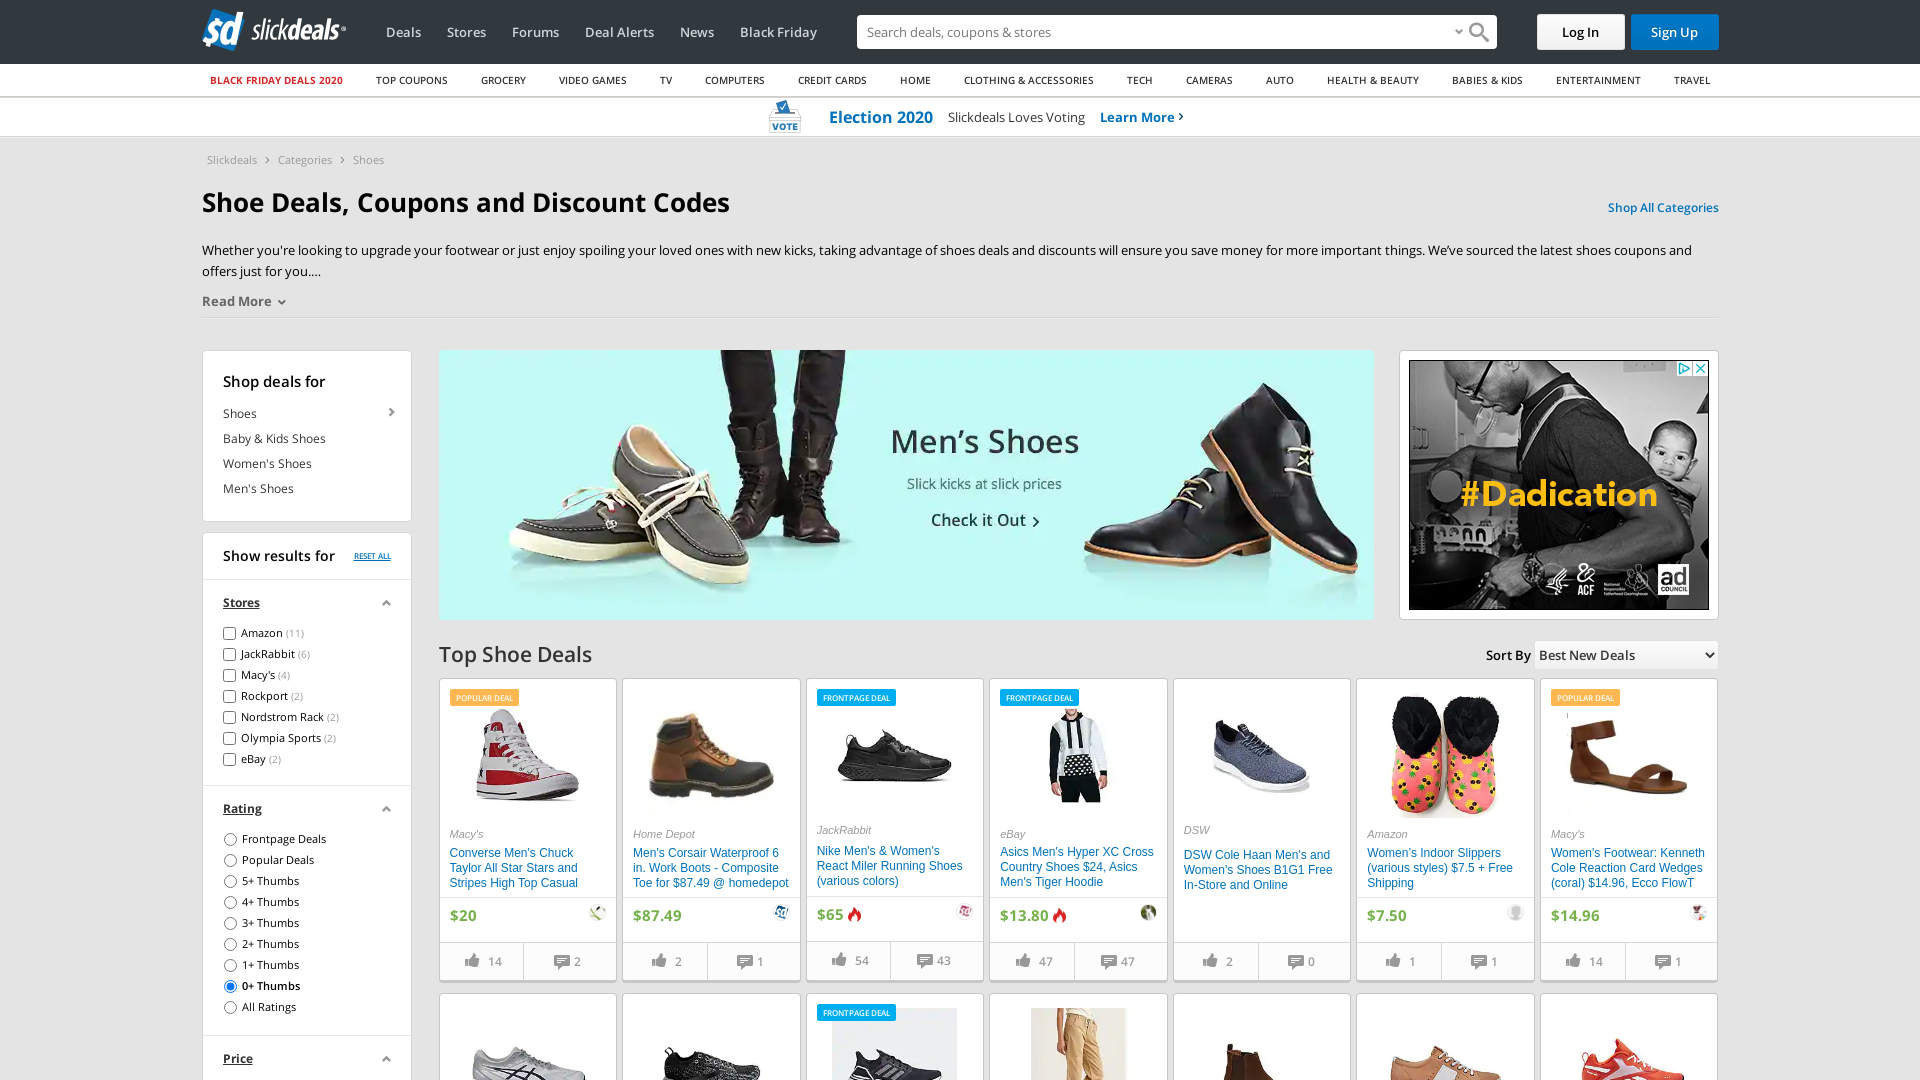 slickdeals
Deals
Stores
Forums
Deal Alerts
News
Black Friday
Search deals, coupons & stores
Log In
Sign Up
BLACK FRIDAY DEALS 2020
TOP COUPONS
GROCERY
VIDEO GAMES
TV
COMPUTERS
CREDIT CARDS
HOME
CLOTHING & ACCESSORIES
TECH
CAMERAS
AUTO
HEALTH & BEAUTY
BABIES & KIDS
ENTERTAINMENT
TRAVEL
VOTE
Election 2020 Slickdeals Loves Voting Learn More
Slickdeals > Categories > Shoes
Shoe Deals, Coupons and Discount Codes
Shop All Categories
Whether you're looking to upgrade your footwear or just enjoy spoiling your loved ones with new kicks, taking advantage of shoes deals and discounts will ensure you save money for more important things. We’ve sourced the latest shoes coupons and
offers just for you....
Read More
Shop deals for
Shoes
Baby & Kids Shoes
Women's Shoes
Men's Shoes
Men’s Shoes
Slick kicks at slick prices
Check it Out >
#Dadication
ACF
ad
COUNCIL
Show results for
RESET ALL
Stores
Amazon (11)
JackRabbit (6)
Macy's (4)
Rockport (2)
Nordstrom Rack (2)
Olympia Sports (2)
eBay (2)
Rating
Frontpage Deals
Popular Deals
5+ Thumbs
4+ Thumbs
3+ Thumbs
2+ Thumbs
1+ Thumbs
0+ Thumbs
All Ratings
Price
Top Shoe Deals
Sort By
Best New Deals
POPULAR DEAL
Macy's
Converse Men's Chuck
Taylor All Star Stars and
Stripes High Top Casual
$20
14
2
Home Depot
Men's Corsair Waterproof 6
in. Work Boots - Composite
Toe for $87.49 @ homedepot
$87.49
2
1
FRONTPAGE DEAL
JackRabbit
Nike Men's & Women's
React Miler Running Shoes
(various colors)
$65
54
43
FRONTPAGE DEAL
eBay
Asics Men's Hyper XC Cross
Country Shoes $24, Asics
Men's Tiger Hoodie
$13.80
47
47
DSW
DSW Cole Haan Men's and
Women's Shoes B1G1 Free
In-Store and Online
2
0
Amazon
Women’s Indoor Slippers
(various styles) $7.5 + Free
Shipping
$7.50
1
1
POPULAR DEAL
Macy's
Women's Footwear: Kenneth
Cole Reaction Card Wedges
(coral) $14.96, Ecco FlowT
$14.96
14
1
FRONTPAGE DEAL